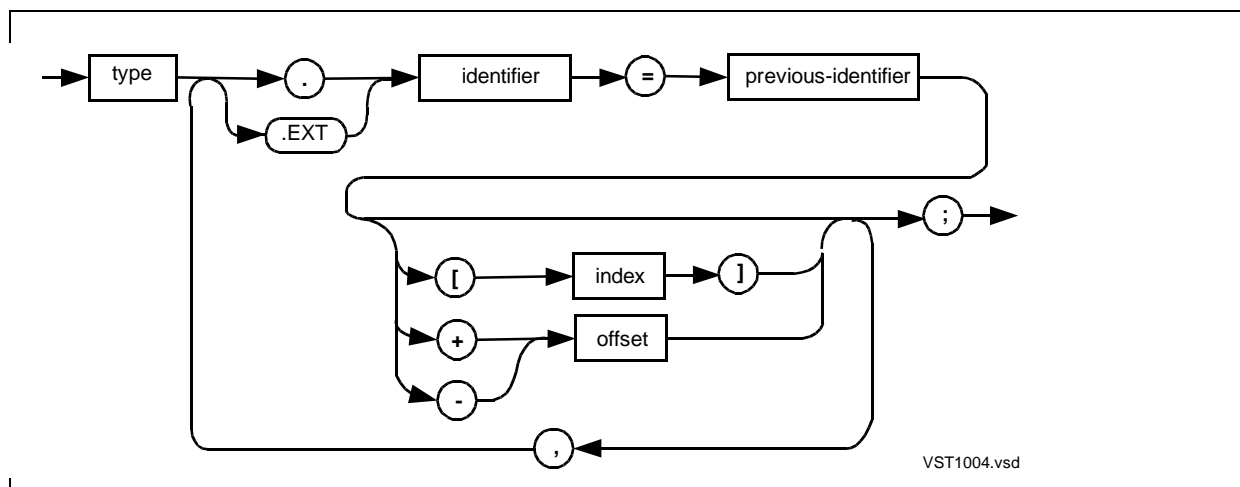 type . identifier = previous-identifier
.EXT
;
[ index ]
+ offset
-
,
VST1004.vsd